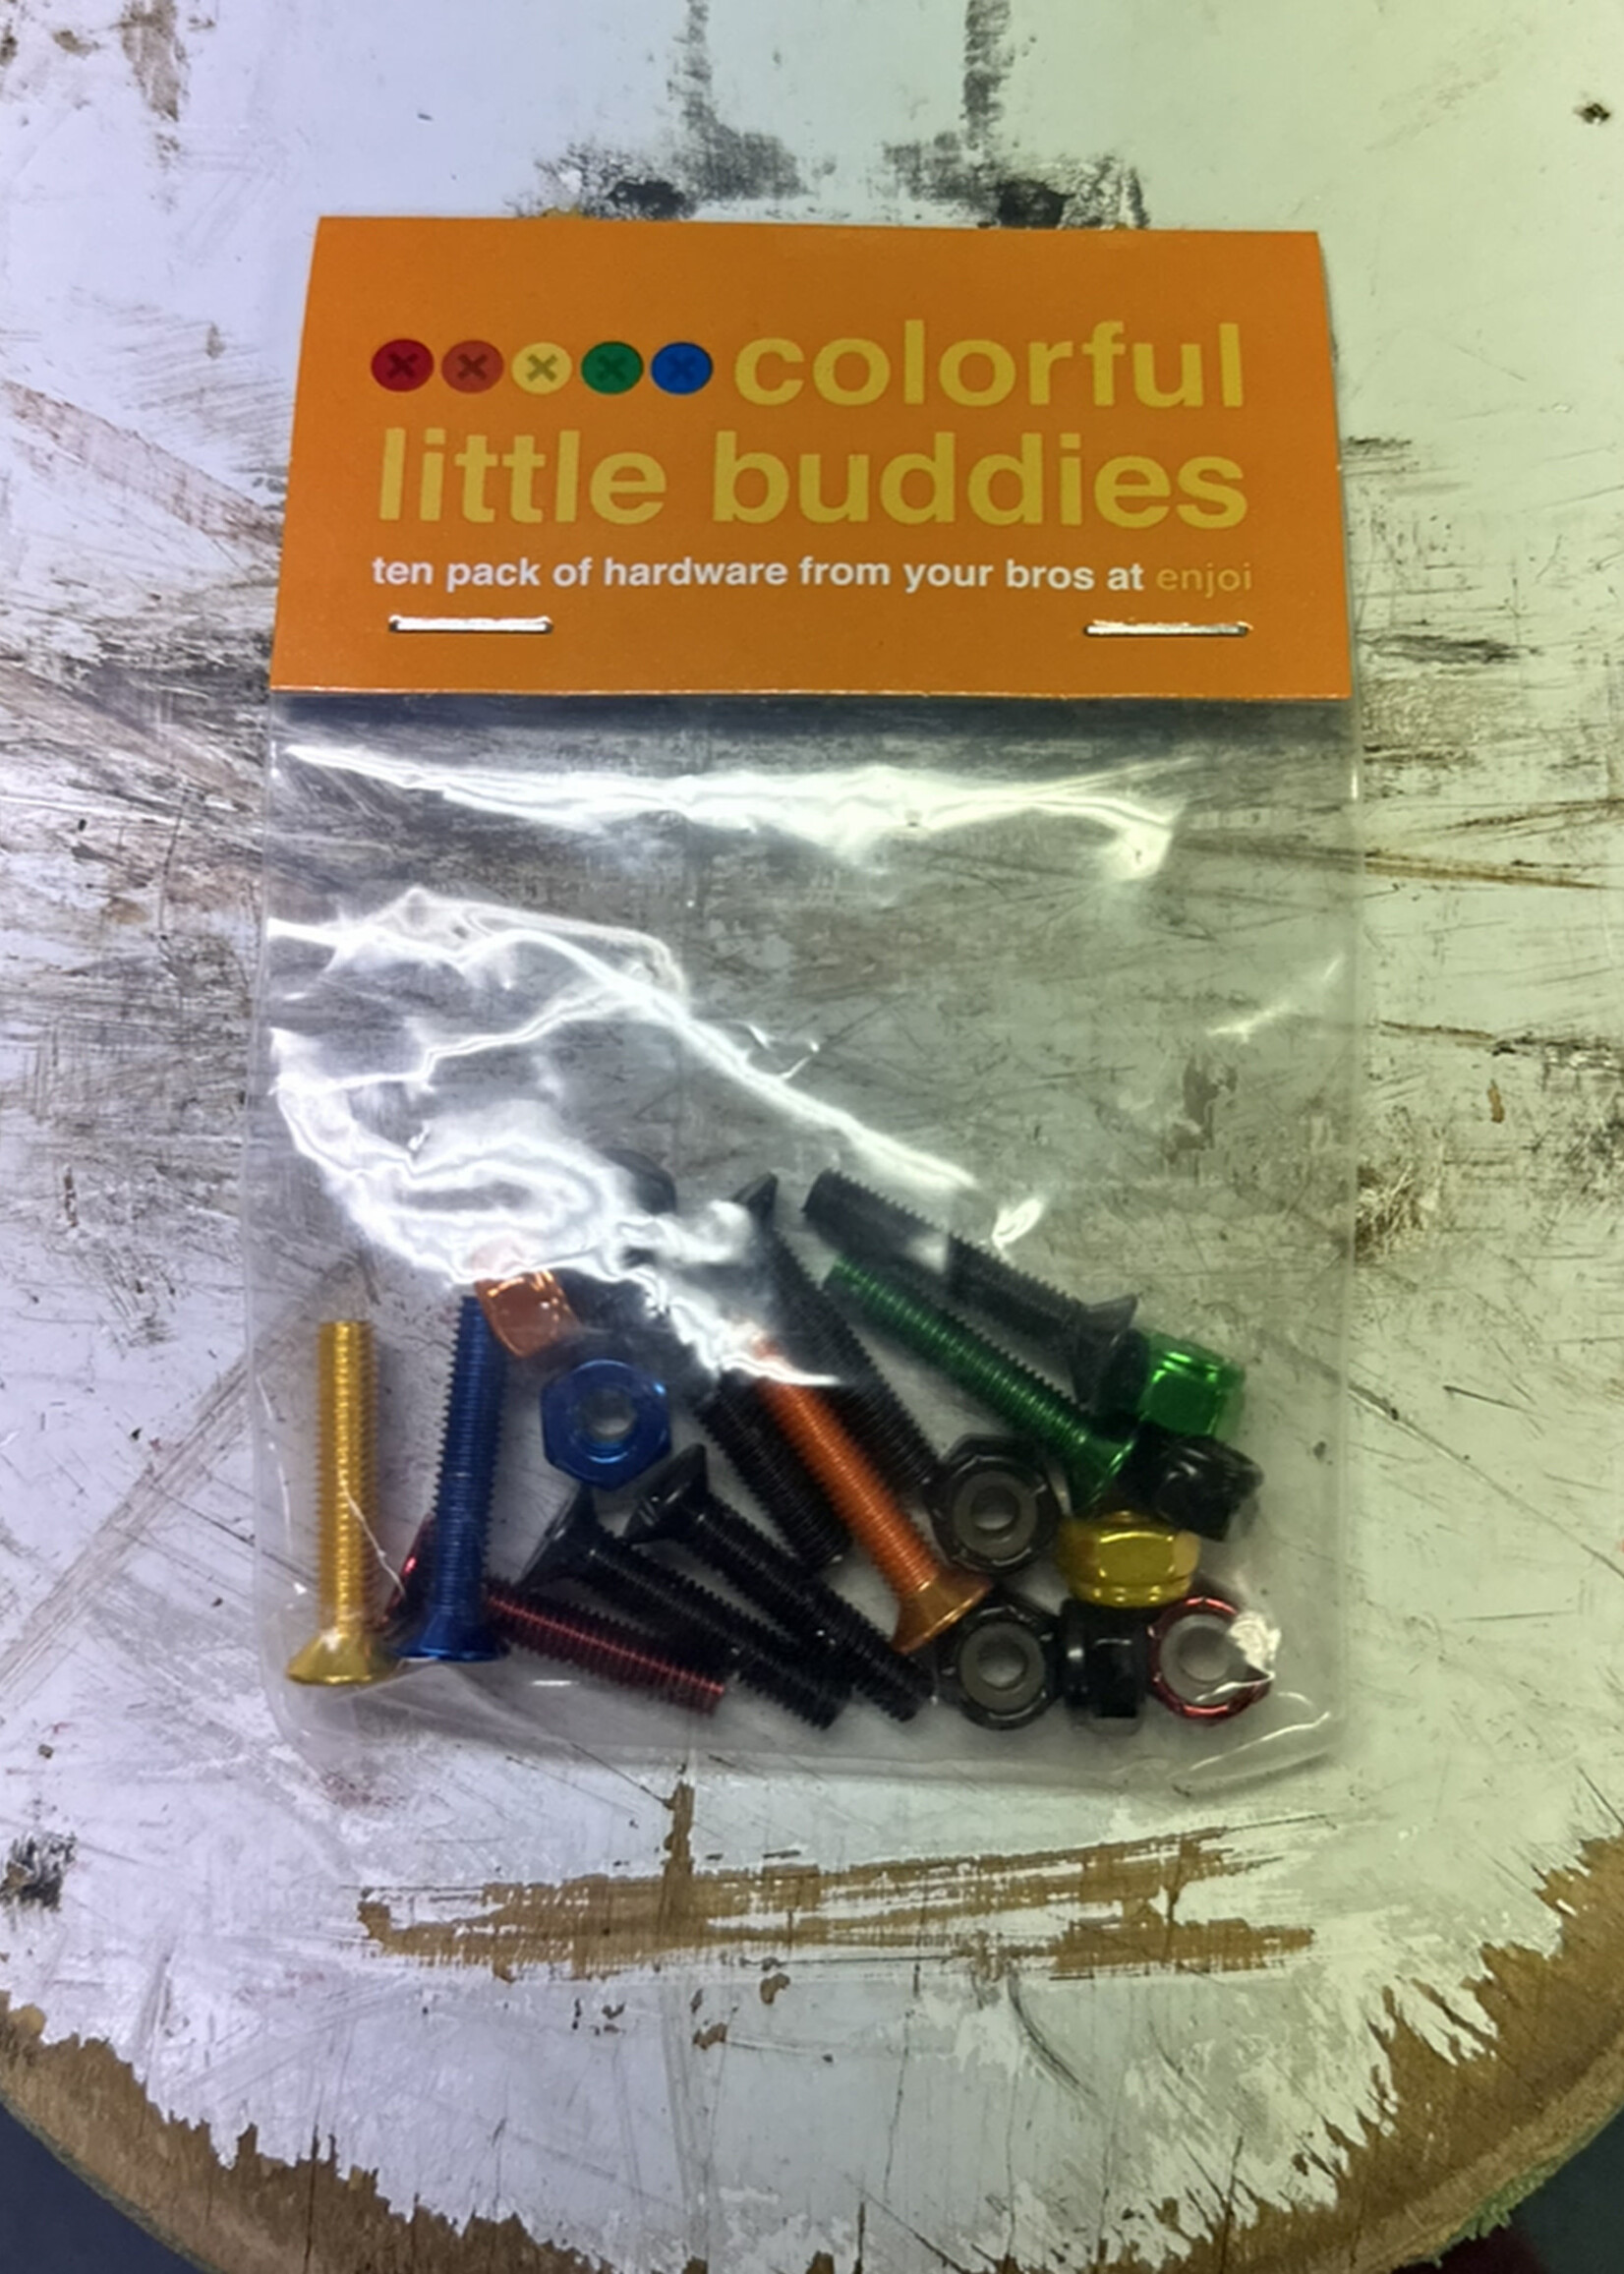 colorful
little buddies
ten pack of hardware from your bros at enjoi